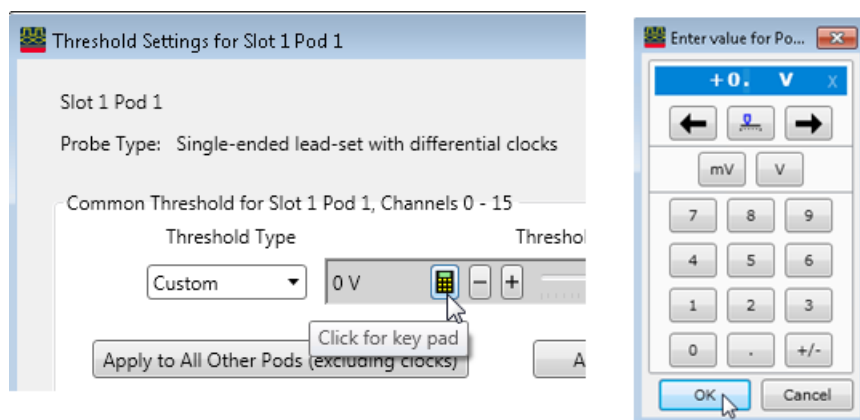 Threshold Settings for Slot 1 Pod 1
Slot 1 Pod 1
Probe Type: Single-ended lead-set with differential clocks
Common Threshold for Slot 1 Pod 1, Channels 0 - 15
Threshold Type Threshol
Custom 0 V - +
Click for key pad
Apply to All Other Pods (excluding clocks) A
Enter value for Po...
+0. V X
mV V
7 8 9
4 5 6
1 2 3
0 . +/-
OK Cancel